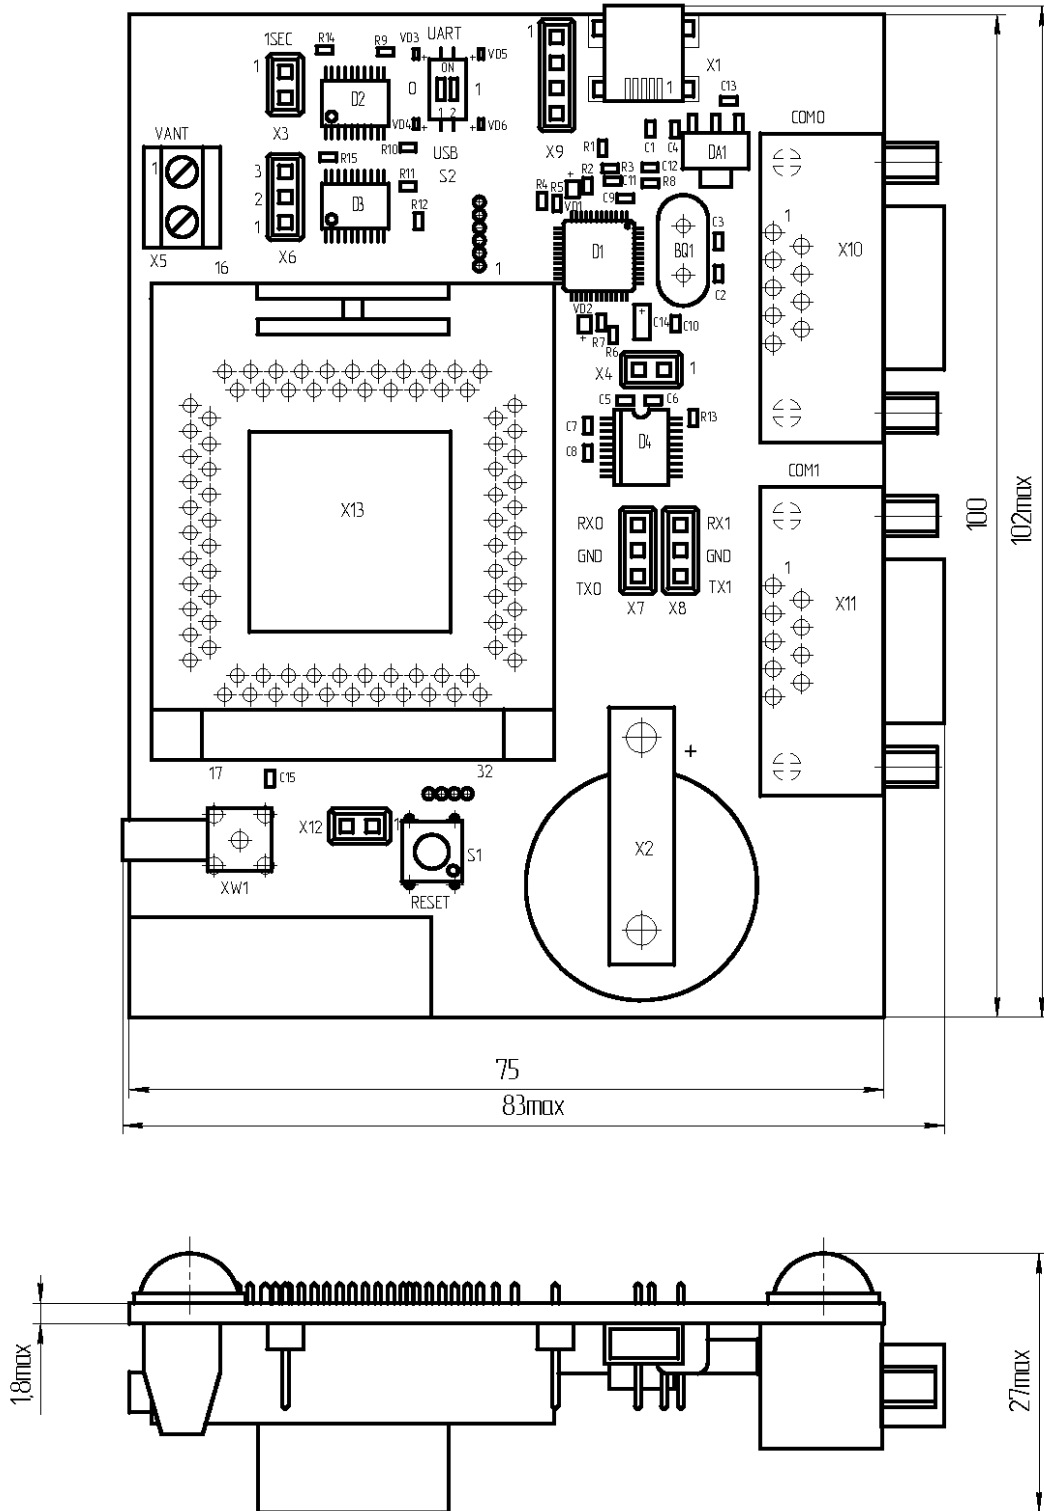 1SEC
R14
R9
VD3
UART
VD5
1
X1
1
ON
0
1
1 2
D2
1
C13
COM0
VD4
VD6
X3
VANT
R10
USB
S2
X9
R1
C1
C4
DA1
1
R15
3
R11
R3
C12
R2
C11
R8
2
D3
R4
R5
C9
VD1
1
R12
1
C3
X5
16
X6
1
D1
BQ1
X10
C2
VD2
C14
C10
R7
R6
X4
1
C5
C6
C7
D4
R13
C8
COM1
X13
RX0
RX1
GND
GND
TX0
TX1
X7
X8
1
X11
100
102max
17
C15
32
+
X12
1
S1
X2
XW1
RESET
75
83max
1,8max
27max